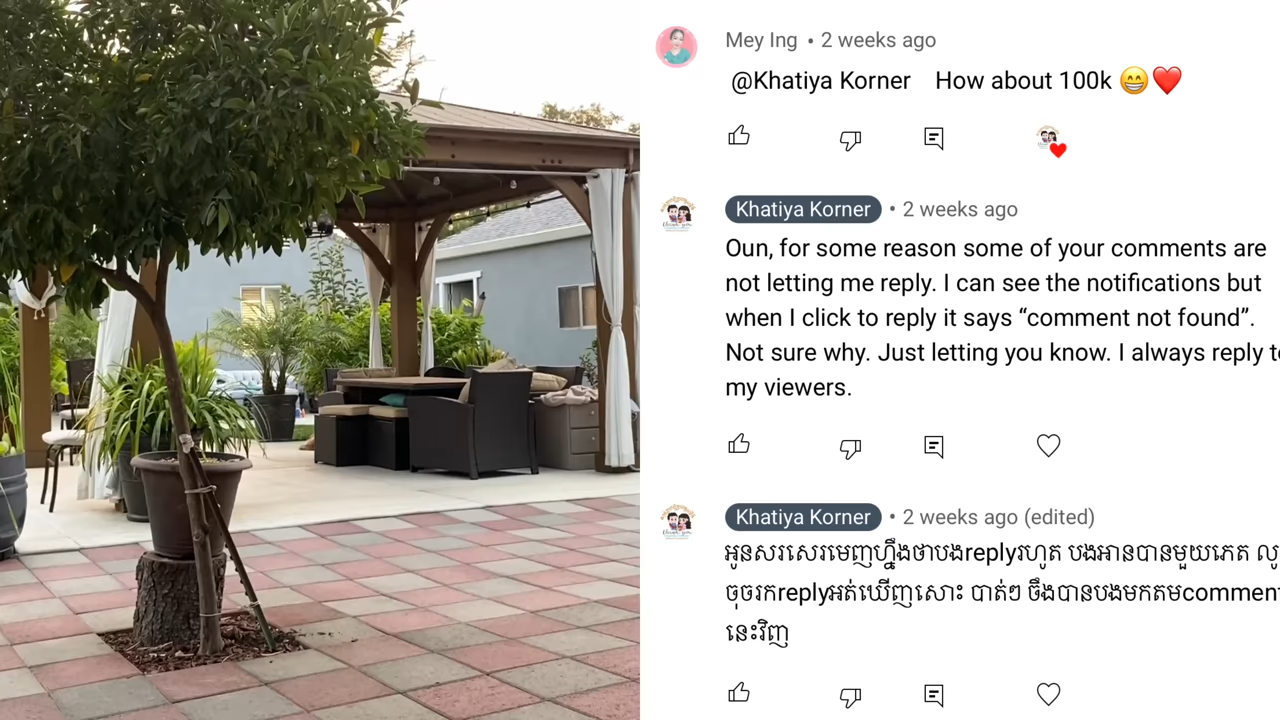 Mey Ing • 2 weeks ago
@Khatiya Korner How about 100k 😁❤️
Khatiya Korner • 2 weeks ago
Oun, for some reason some of your comments are
not letting me reply. I can see the notifications but
when I click to reply it says “comment not found”.
Not sure why. Just letting you know. I always reply t
my viewers.
Khatiya Korner • 2 weeks ago (edited)
អូនសរសេរមេញហ្នឹងថាបងreplyរហូត បងអានបានមួយភេត លូ
ចុចរកreplyអត់ឃើញសោះ បាត់ៗ ចឹងបានបងមកតមcommen
នេះវិញ